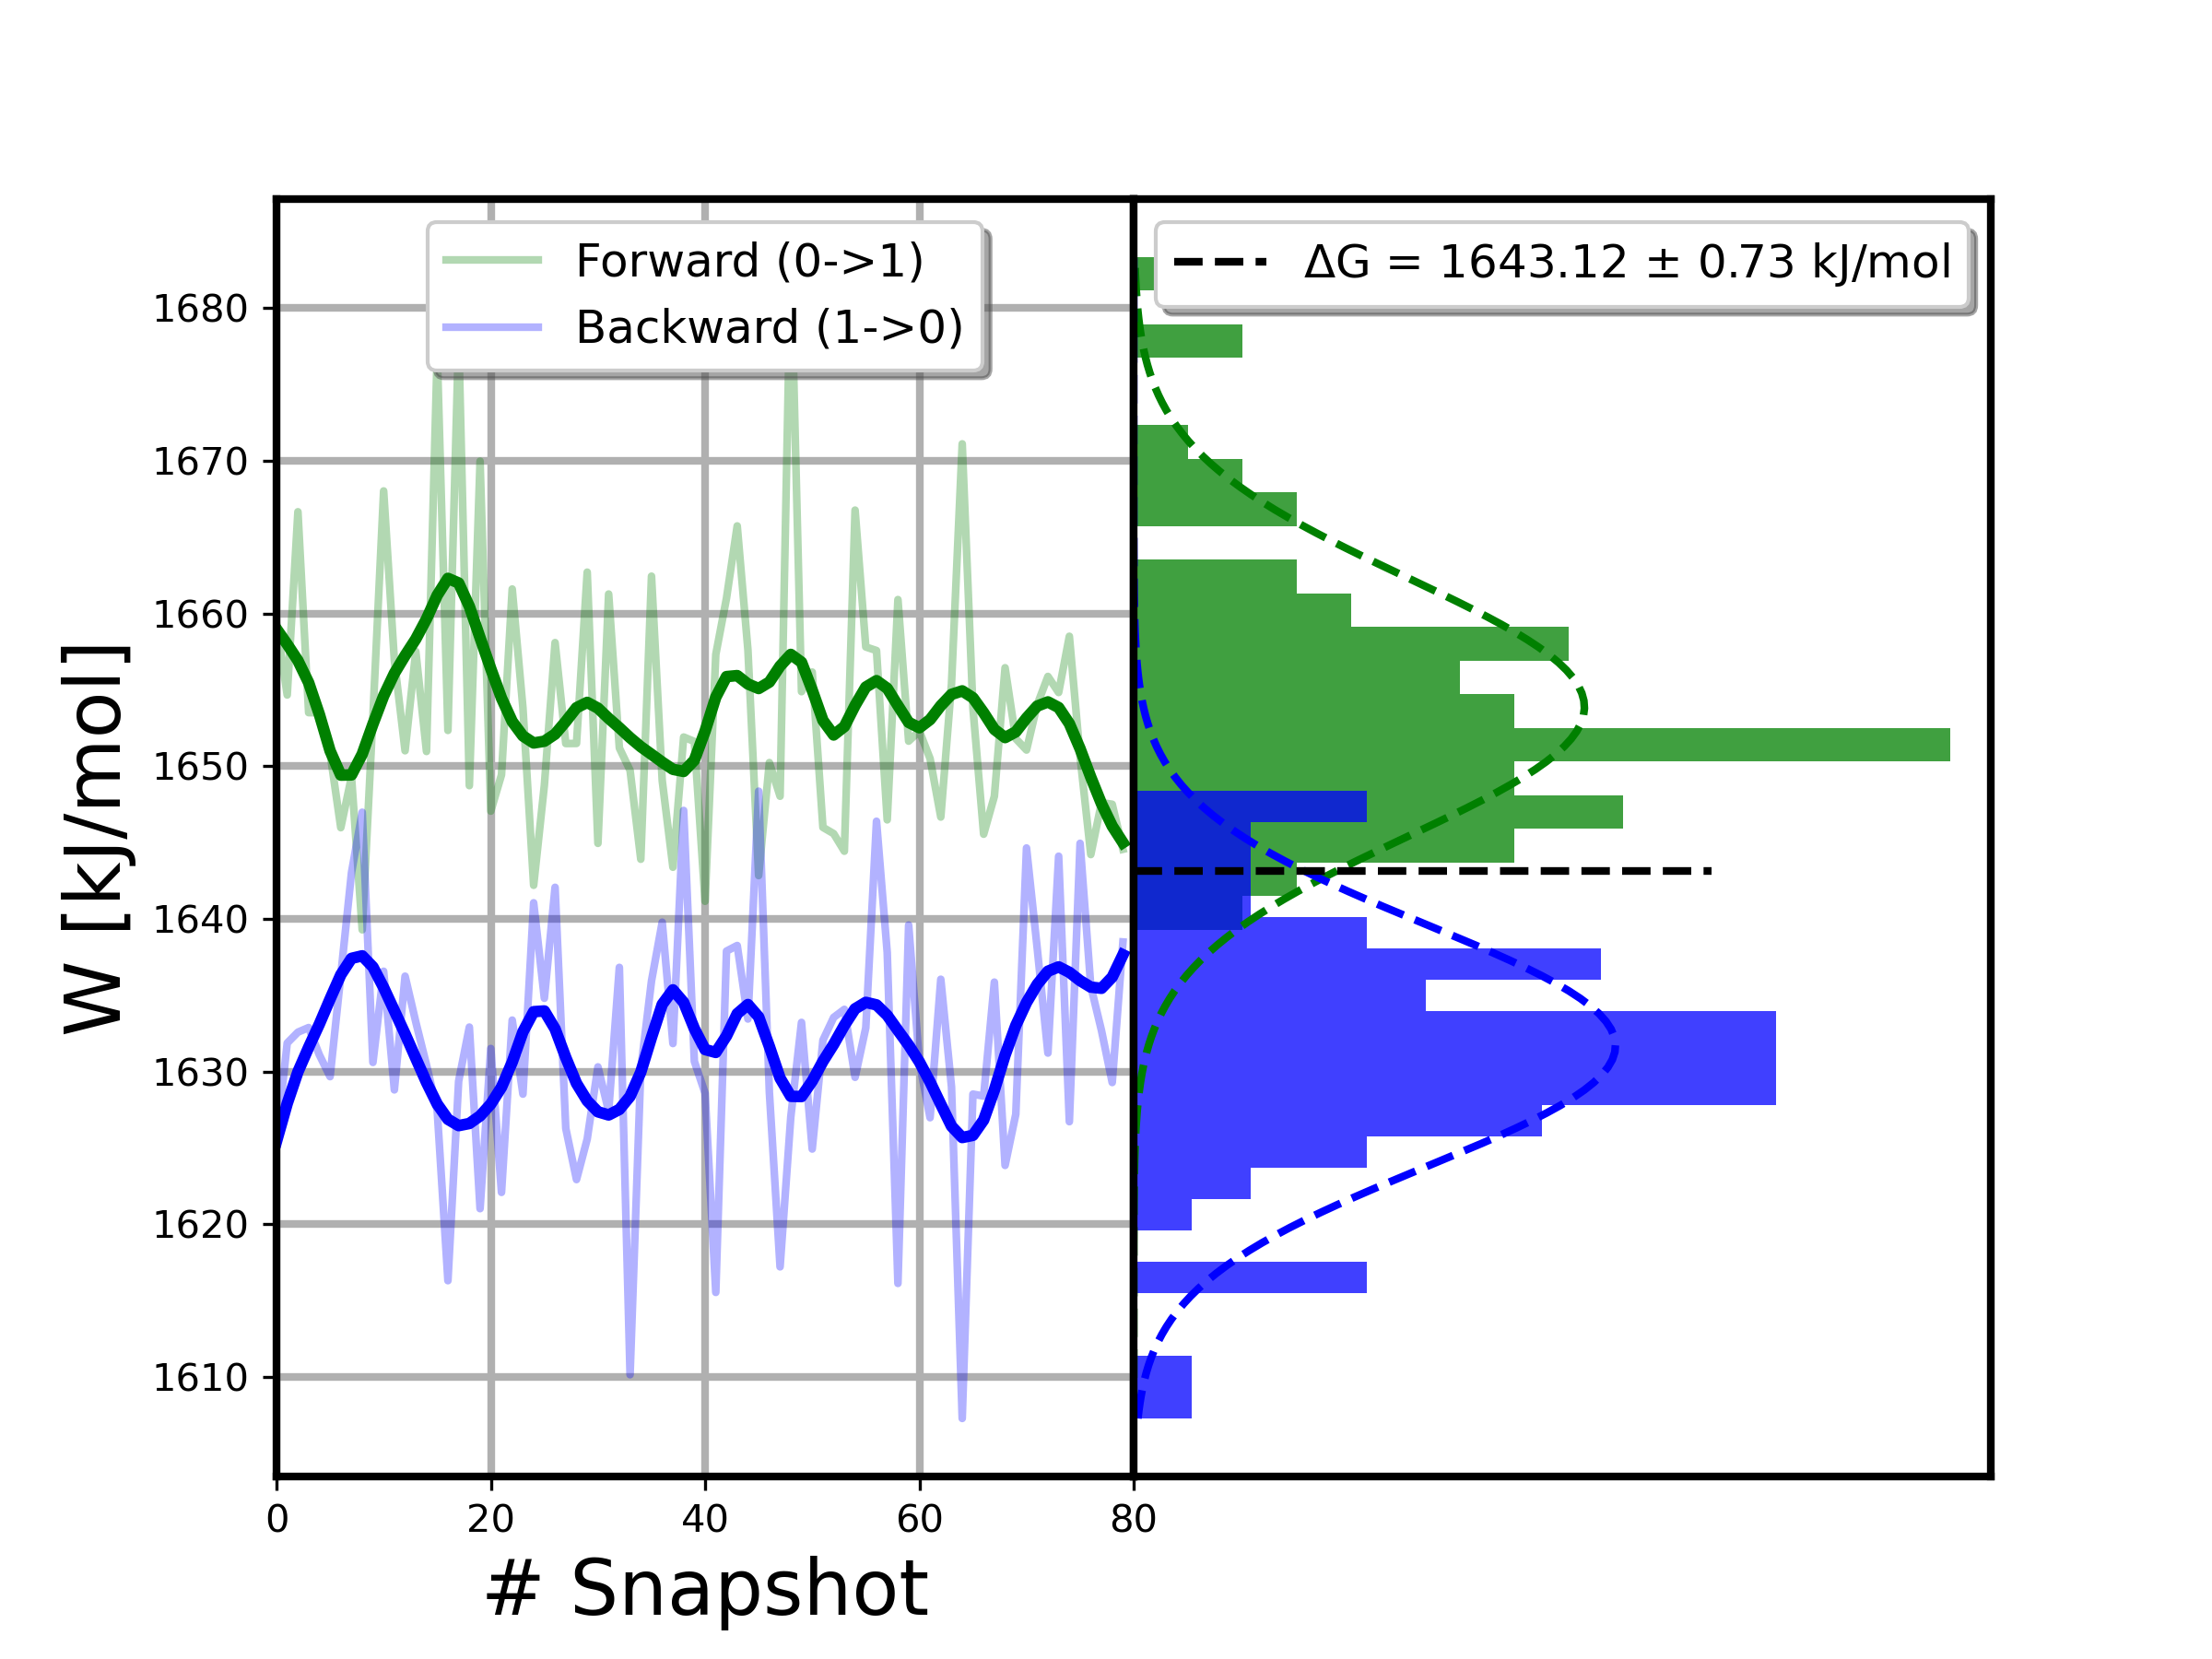 Forward (0->1)
Backward (1->0)
ΔG = 1643.12 ± 0.73 kJ/mol
W [kJ/mol]
1680
1670
1660
1650
1640
1630
1620
1610
0 20 40 60 80
# Snapshot